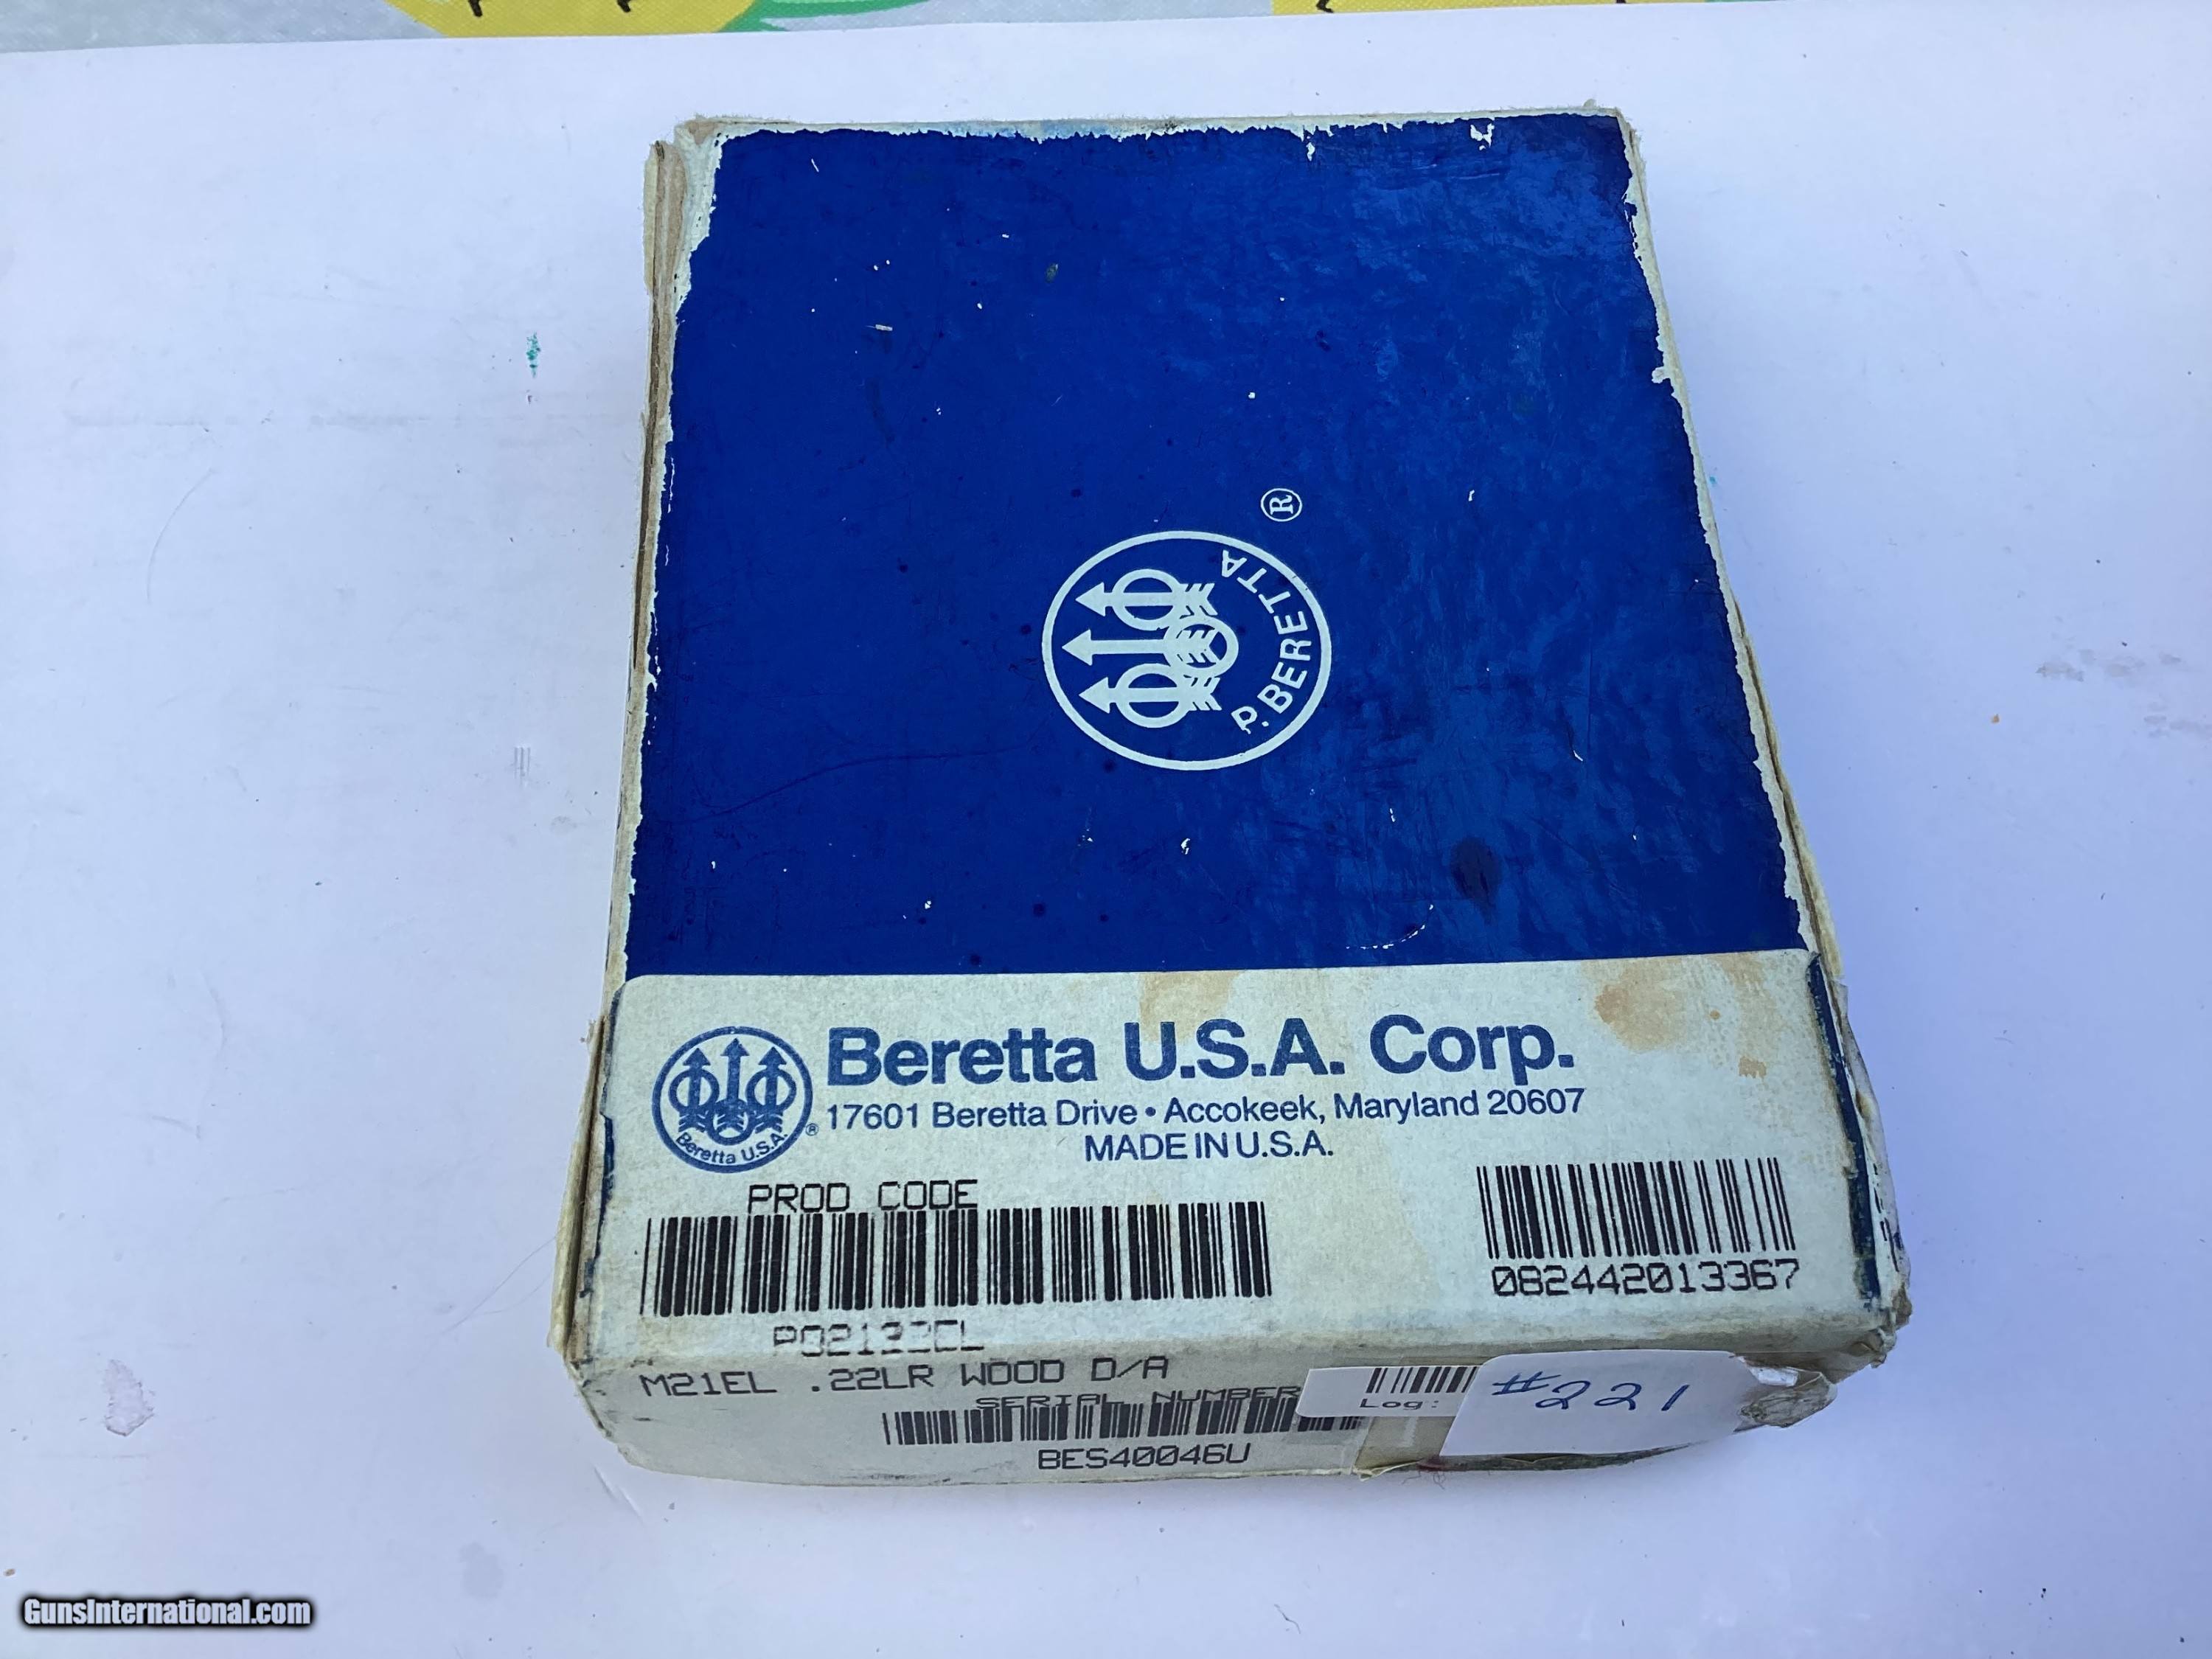 P. BERETTA ®
Beretta U.S.A. Corp.
17601 Beretta Drive • Accokeek, Maryland 20607
MADE IN U.S.A.
Beretta U.S.A. ®
PROD CODE
082442013367
M21EL .22LR WOOD D/A
SERIAL NUMBER
BES40046U
Log:
#221
GunsInternational.com